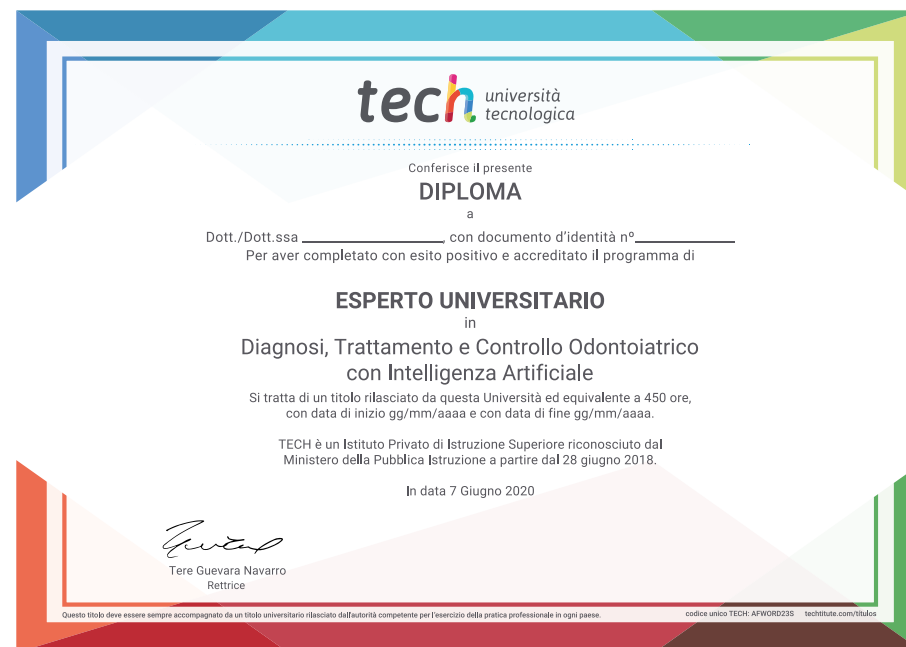 tech università
tecnologica
Conferisce il presente
DIPLOMA
a
Dott./Dott.ssa ____________________, con documento d'identità nº______________
Per aver completato con esito positivo e accreditato il programma di
ESPERTO UNIVERSITARIO
in
Diagnosi, Trattamento e Controllo Odontoiatrico
con Intelligenza Artificiale
Si tratta di un titolo rilasciato da questa Università ed equivalente a 450 ore,
con data di inizio gg/mm/aaaa e con data di fine gg/mm/aaaa.
TECH è un Istituto Privato di Istruzione Superiore riconosciuto dal
Ministero della Pubblica Istruzione a partire dal 28 giugno 2018.
In data 7 Giugno 2020
Tere Guevara Navarro
Rettrice
Questo titolo deve essere sempre accompagnato da un titolo universitario rilasciato dall'autorità competente per l'esercizio della pratica professionale in ogni paese.
codice unico TECH: AFWORD23S techtitute.com/titulos